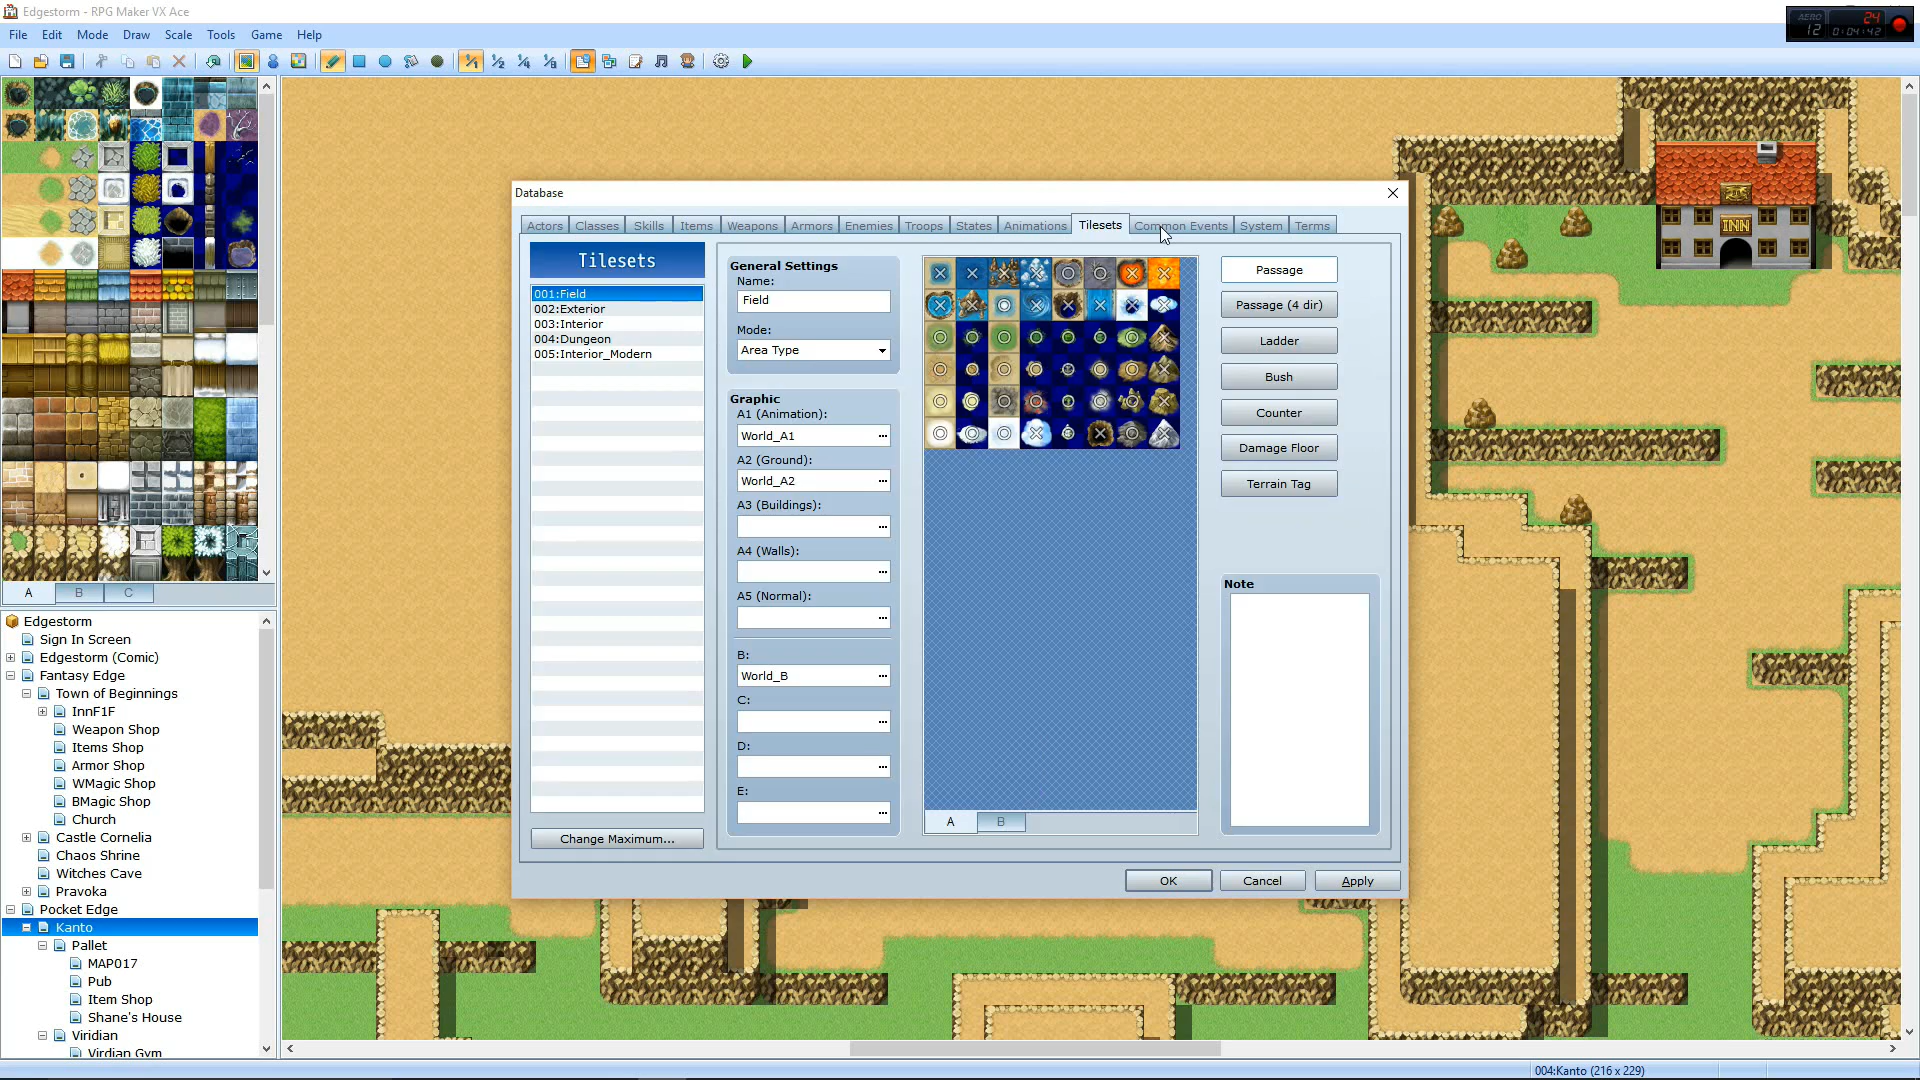 Edgestorm - RPG Maker VX Ace
File Edit Mode Draw Scale Tools Game Help
AERO
12
24
0:04:42
Database
Actors Classes Skills Items Weapons Armors Enemies Troops States Animations Tilesets Common Events System Terms
Tilesets
001:Field
002:Exterior
003:Interior
004:Dungeon
005:Interior_Modern
Change Maximum...
General Settings
Name:
Field
Mode:
Area Type
Graphic
A1 (Animation):
World_A1
A2 (Ground):
World_A2
A3 (Buildings):
A4 (Walls):
A5 (Normal):
B:
World_B
C:
D:
E:
A B
Passage
Passage (4 dir)
Ladder
Bush
Counter
Damage Floor
Terrain Tag
Note
OK Cancel Apply
INN
A B C
Edgestorm
Sign In Screen
Edgestorm (Comic)
Fantasy Edge
Town of Beginnings
InnF1F
Weapon Shop
Items Shop
Armor Shop
WMagic Shop
BMagic Shop
Church
Castle Cornelia
Chaos Shrine
Witches Cave
Pravoka
Pocket Edge
Kanto
Pallet
MAP017
Pub
Item Shop
Shane's House
Viridian
Virdian Gym
004:Kanto (216 x 229)